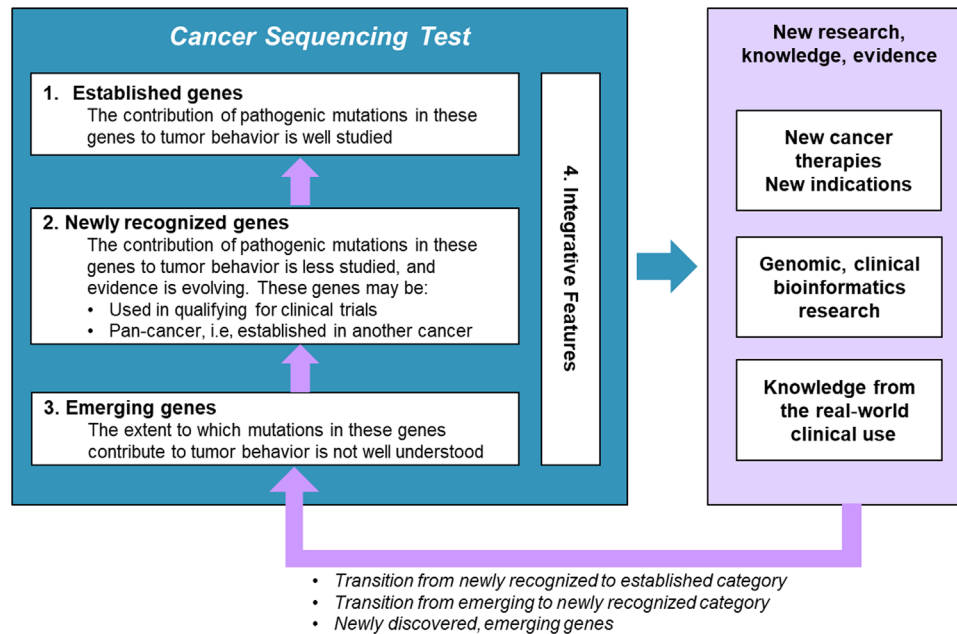 Cancer Sequencing Test
1. Established genes
The contribution of pathogenic mutations in these
genes to tumor behavior is well studied
2. Newly recognized genes
The contribution of pathogenic mutations in these
genes to tumor behavior is less studied, and
evidence is evolving. These genes may be:
• Used in qualifying for clinical trials
• Pan-cancer, i.e, established in another cancer
3. Emerging genes
The extent to which mutations in these genes
contribute to tumor behavior is not well understood
4. Integrative Features
New research,
knowledge, evidence
New cancer
therapies
New indications
Genomic, clinical
bioinformatics
research
Knowledge from
the real-world
clinical use
• Transition from newly recognized to established category
• Transition from emerging to newly recognized category
• Newly discovered, emerging genes